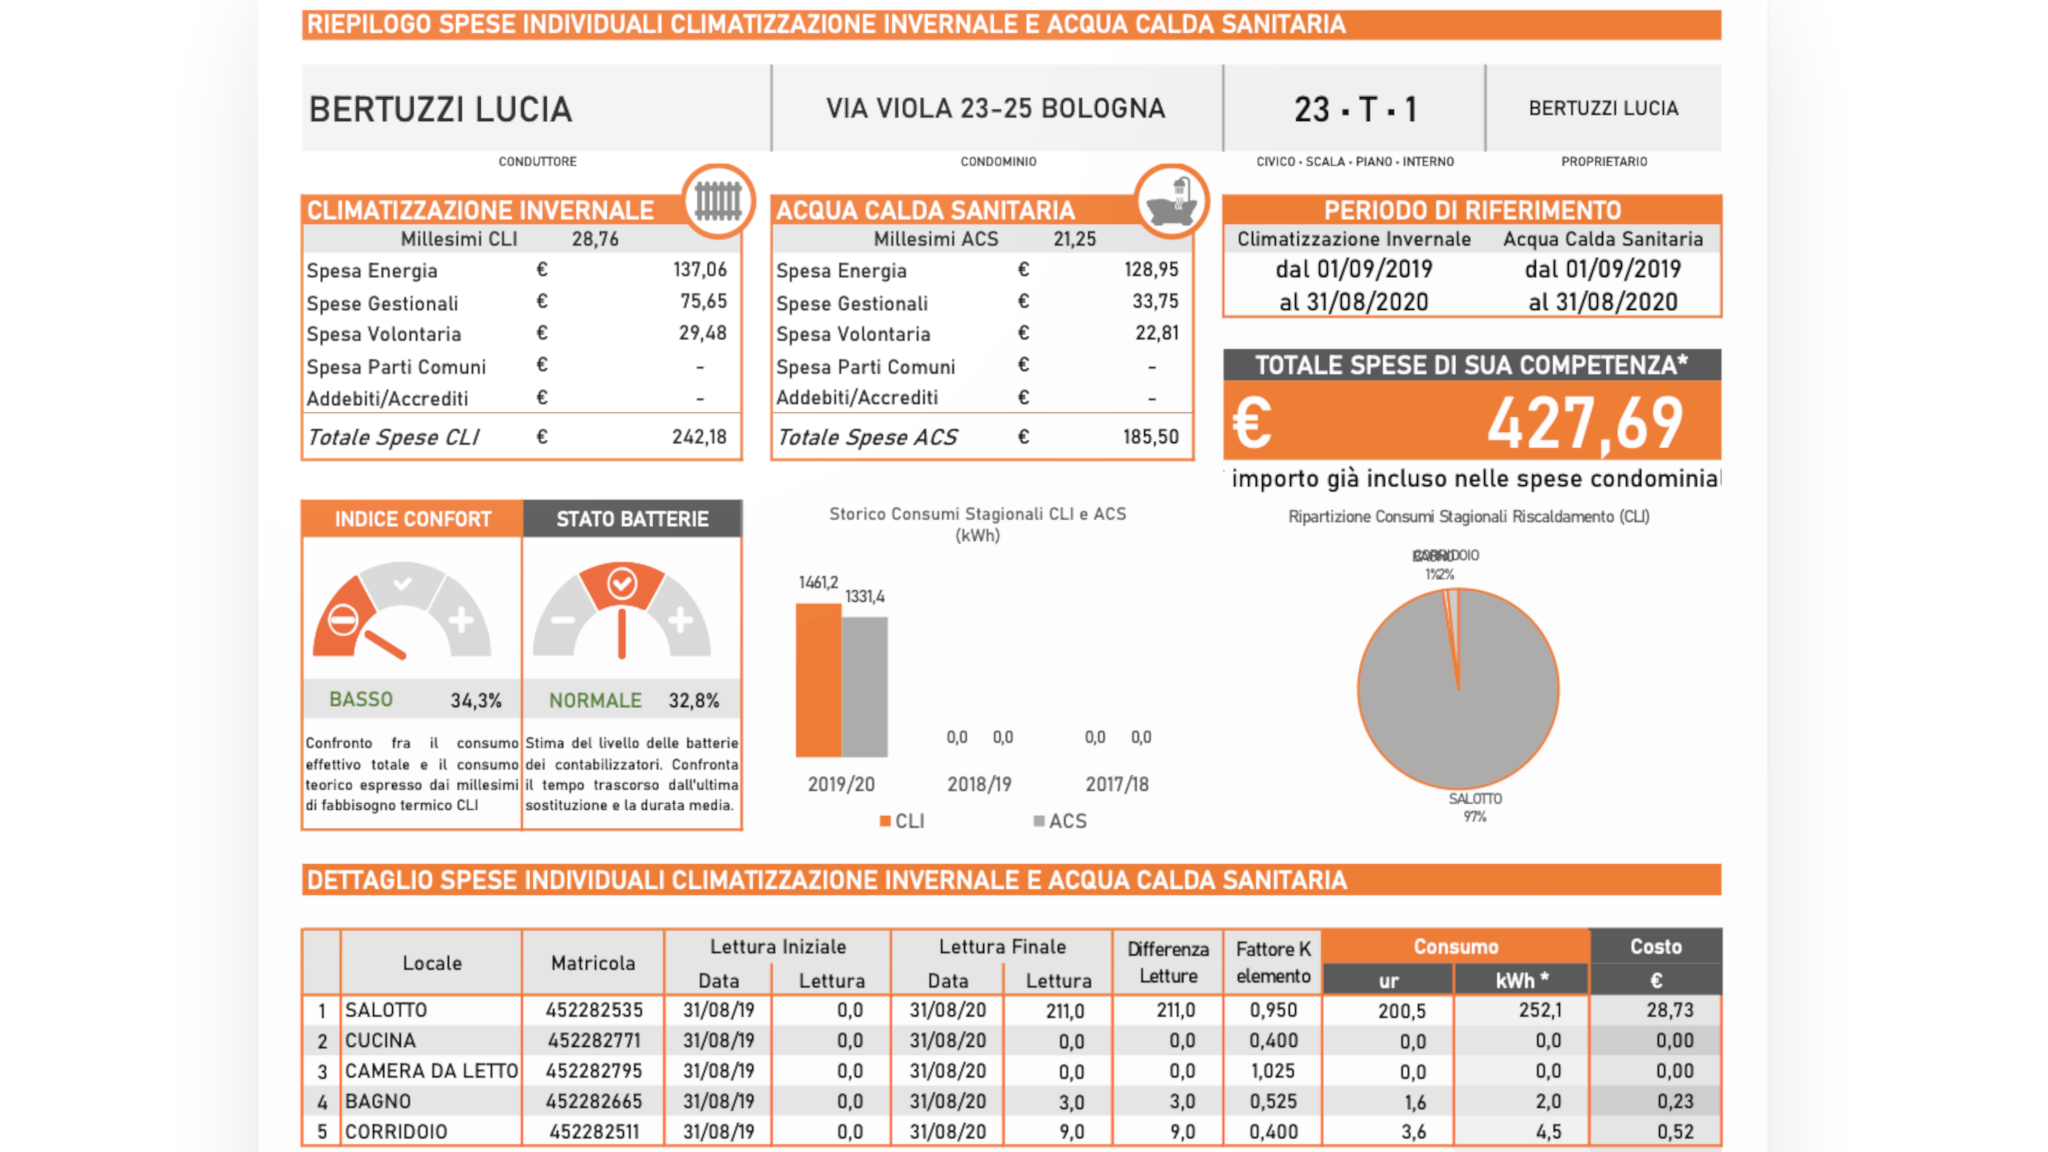 RIEPILOGO SPESE INDIVIDUALI CLIMATIZZAZIONE INVERNALE E ACQUA CALDA SANITARIA
BERTUZZI LUCIA VIA VIOLA 23-25 BOLOGNA 23 · T · 1 BERTUZZI LUCIA
CONDUTTORE CONDOMINIO CIVICO · SCALA · PIANO · INTERNO PROPRIETARIO
CLIMATIZZAZIONE INVERNALE
Millesimi CLI 28,76
Spesa Energia € 137,06
Spese Gestionali € 75,65
Spesa Volontaria € 29,48
Spesa Parti Comuni € -
Addebiti/Accrediti € -
Totale Spese CLI € 242,18
ACQUA CALDA SANITARIA
Millesimi ACS 21,25
Spesa Energia € 128,95
Spese Gestionali € 33,75
Spesa Volontaria € 22,81
Spesa Parti Comuni € -
Addebiti/Accrediti € -
Totale Spese ACS € 185,50
PERIODO DI RIFERIMENTO
Climatizzazione Invernale Acqua Calda Sanitaria
dal 01/09/2019 dal 01/09/2019
al 31/08/2020 al 31/08/2020
TOTALE SPESE DI SUA COMPETENZA*
€ 427,69
importo già incluso nelle spese condominial
INDICE CONFORT
BASSO 34,3%
Confronto fra il consumo
effettivo totale e il consumo
teorico espresso dai millesimi
di fabbisogno termico CLI
STATO BATTERIE
NORMALE 32,8%
Stima del livello delle batterie
dei contabilizzatori. Confronta
il tempo trascorso dall'ultima
sostituzione e la durata media.
Storico Consumi Stagionali CLI e ACS
(kWh)
1461,2 1331,4
0,0 0,0 0,0 0,0
2019/20 2018/19 2017/18
CLI ACS
Ripartizione Consumi Stagionali Riscaldamento (CLI)
CORRIDOIO
1% 2%
SALOTTO
97%
DETTAGLIO SPESE INDIVIDUALI CLIMATIZZAZIONE INVERNALE E ACQUA CALDA SANITARIA
Locale Matricola Lettura Iniziale Lettura Finale Differenza Letture Fattore K elemento Consumo Costo
Data Lettura Data Lettura ur kWh * €
1 SALOTTO 452282535 31/08/19 0,0 31/08/20 211,0 211,0 0,950 200,5 252,1 28,73
2 CUCINA 452282771 31/08/19 0,0 31/08/20 0,0 0,0 0,400 0,0 0,0 0,00
3 CAMERA DA LETTO 452282795 31/08/19 0,0 31/08/20 0,0 0,0 1,025 0,0 0,0 0,00
4 BAGNO 452282665 31/08/19 0,0 31/08/20 3,0 3,0 0,525 1,6 2,0 0,23
5 CORRIDOIO 452282511 31/08/19 0,0 31/08/20 9,0 9,0 0,400 3,6 4,5 0,52